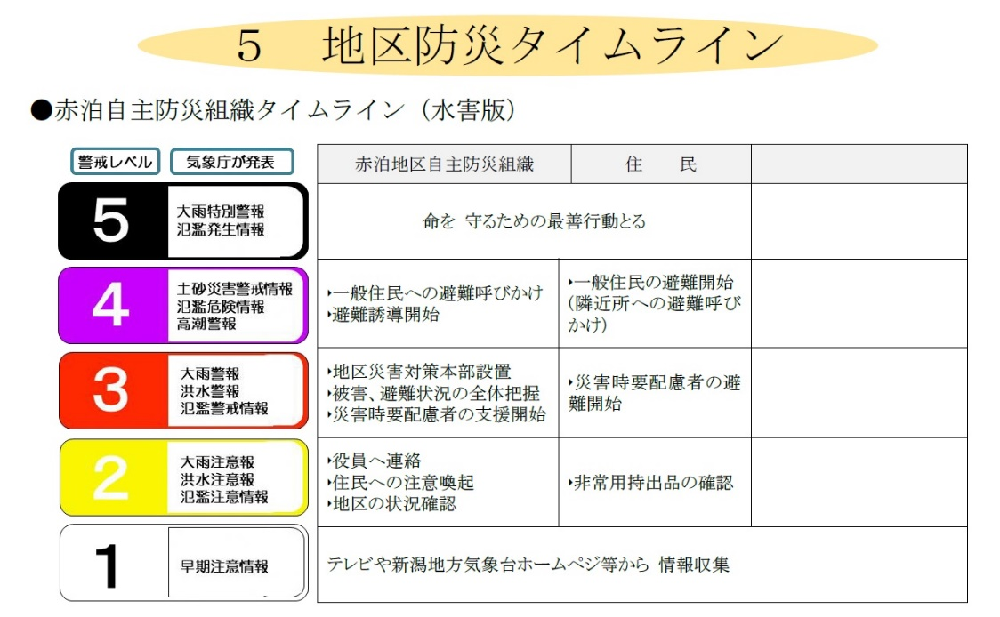 5 地区防災タイムライン
●赤泊自主防災組織タイムライン(水害版)
警戒レベル 気象庁が発表 赤泊地区自主防災組織 住 民
5
大雨特別警報
氾濫発生情報
命を 守るための最善行動とる
4
土砂災害警戒情報
氾濫危険情報
高潮警報
・一般住民への避難呼びかけ
・避難誘導開始
・一般住民の避難開始
(隣近所への避難呼び
かけ)
3
大雨警報
洪水警報
氾濫警戒情報
・地区災害対策本部設置
・被害、避難状況の全体把握
・災害時要配慮者の支援開始
・災害時要配慮者の避
難開始
2
大雨注意報
洪水注意報
氾濫注意情報
・役員へ連絡
・住民への注意喚起
・地区の状況確認
・非常用持出品の確認
1
早期注意情報
テレビや新潟地方気象台ホームペジ等から 情報収集